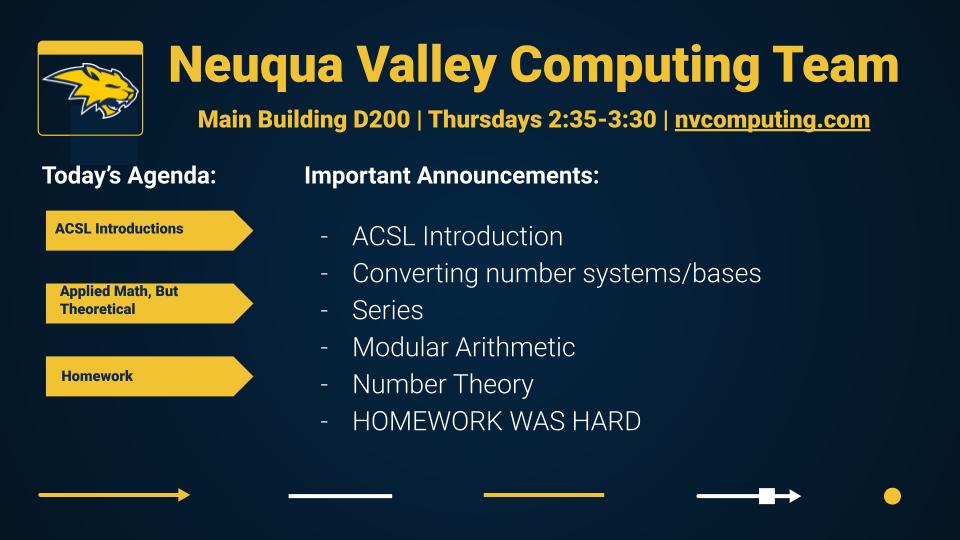 Neuqua Valley Computing Team
Main Building D200 | Thursdays 2:35-3:30 | nvcomputing.com
Today's Agenda:
ACSL Introductions
Applied Math, But
Theoretical
Homework
Important Announcements:
- ACSL Introduction
- Converting number systems/bases
- Series
- Modular Arithmetic
- Number Theory
- HOMEWORK WAS HARD